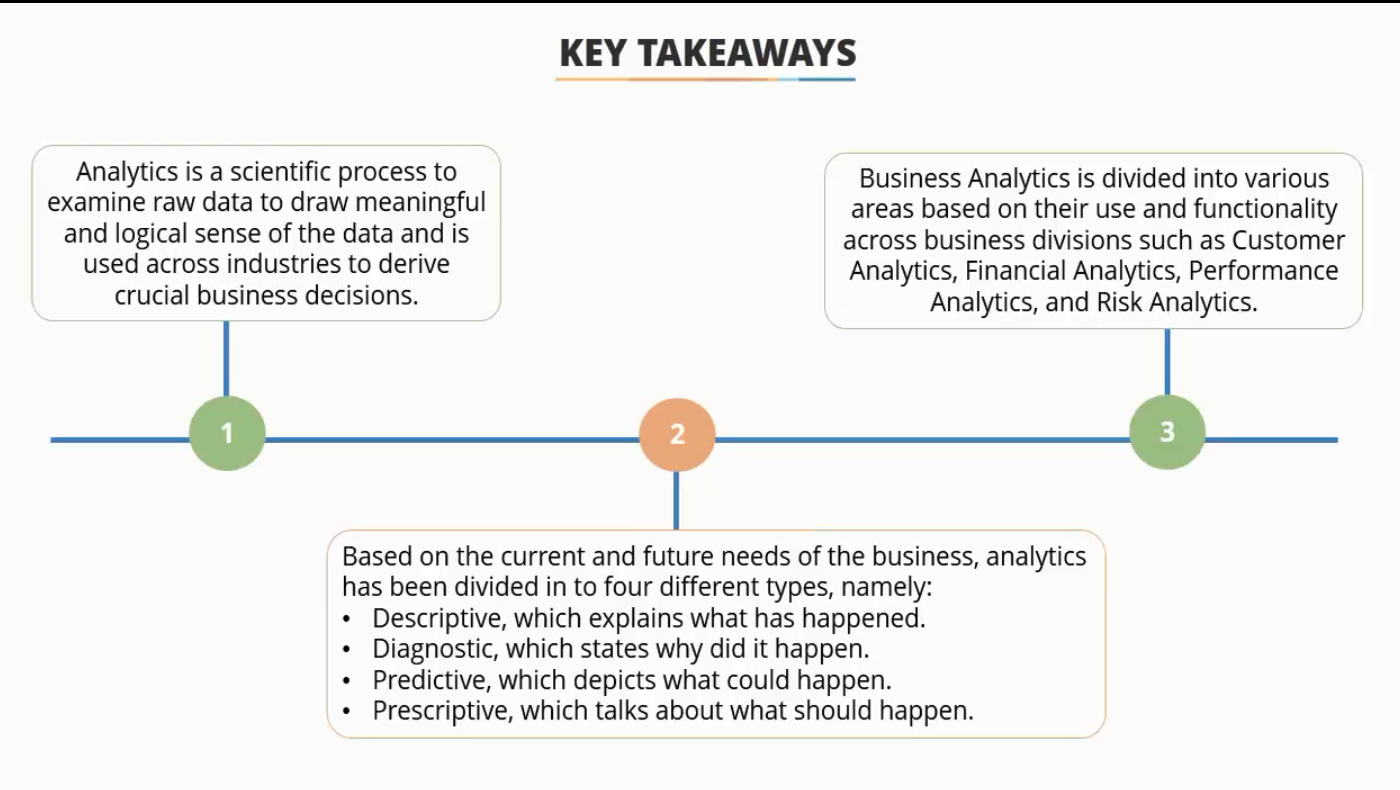 KEY TAKEAWAYS
Analytics is a scientific process to
examine raw data to draw meaningful
and logical sense of the data and is
used across industries to derive
crucial business decisions.
Business Analytics is divided into various
areas based on their use and functionality
across business divisions such as Customer
Analytics, Financial Analytics, Performance
Analytics, and Risk Analytics.
1
2
3
Based on the current and future needs of the business, analytics
has been divided in to four different types, namely:
• Descriptive, which explains what has happened.
• Diagnostic, which states why did it happen.
• Predictive, which depicts what could happen.
• Prescriptive, which talks about what should happen.